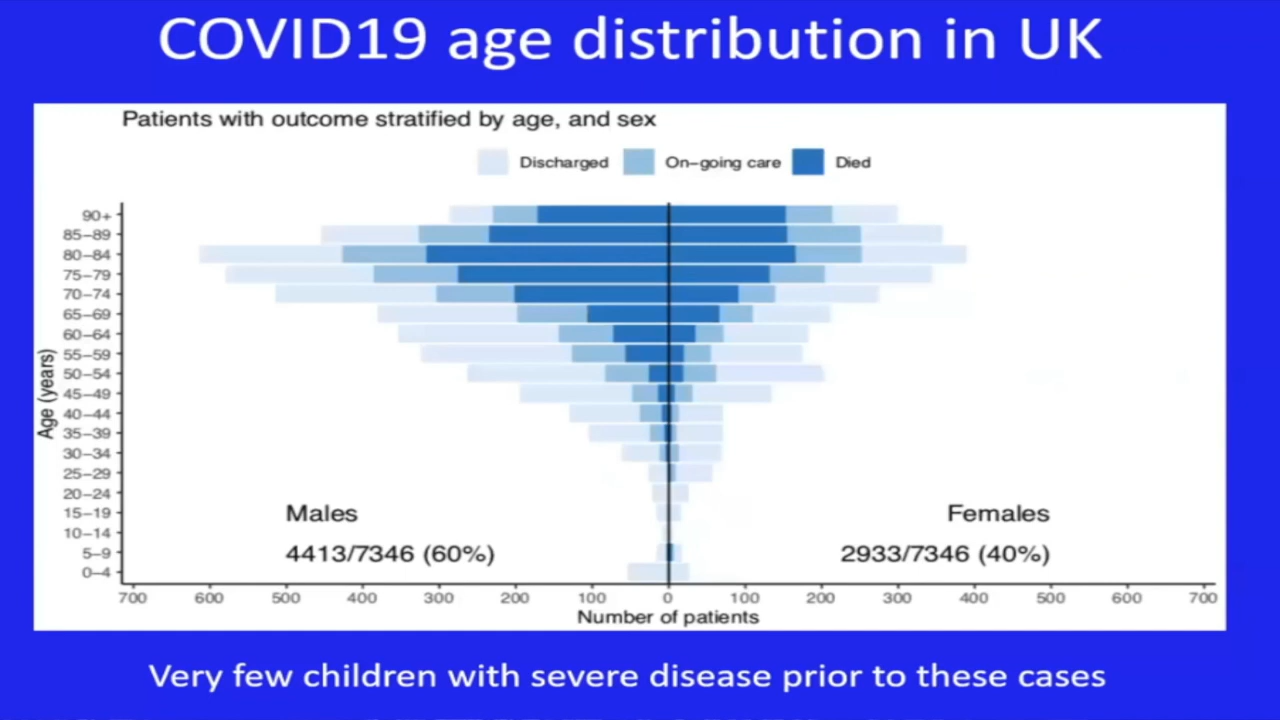 COVID19 age distribution in UK
Patients with outcome stratified by age, and sex
Discharged On-going care Died
90+
85-89
80-84
75-79
70-74
65-69
60-64
55-59
50-54
45-49
40-44
35-39
30-34
25-29
20-24
15-19
10-14
5-9
0-4
Age (years)
Males Females
4413/7346 (60%) 2933/7346 (40%)
700 600 500 400 300 200 100 0 100 200 300 400 500 600 700
Number of patients
Very few children with severe disease prior to these cases